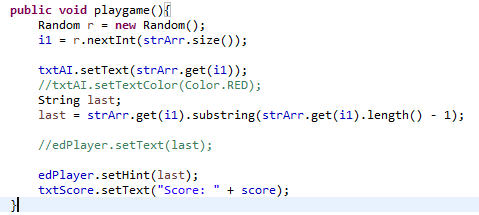 public void playgame(){
Random r = new Random();
i1 = r.nextInt(strArr.size());
txtAI.setText(strArr.get(i1));
//txtAI.setTextColor(Color.RED);
String last;
last = strArr.get(i1).substring(strArr.get(i1).length() - 1);
//edPlayer.setText(last);
edPlayer.setHint(last);
txtScore.setText("Score: " + score);
}